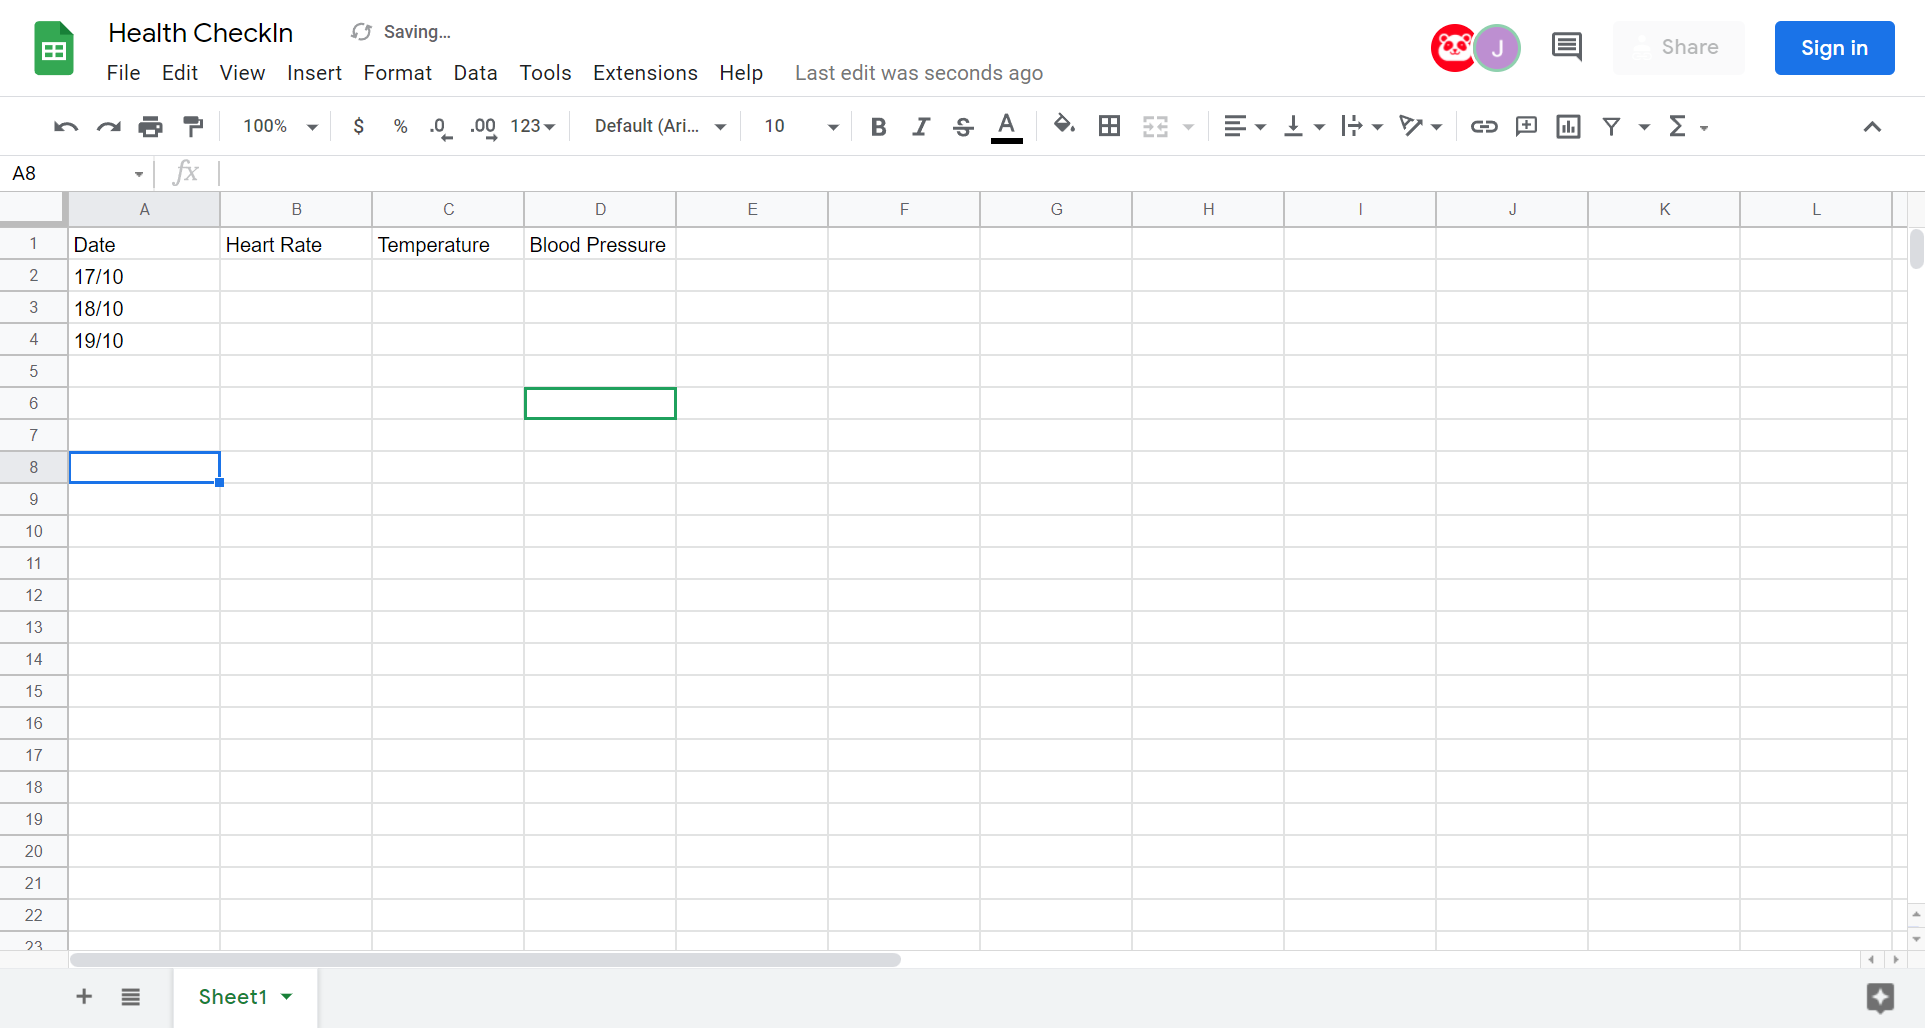 Health CheckIn Saving...
J Share Sign in
File Edit View Insert Format Data Tools Extensions Help Last edit was seconds ago
100% $ % .0 .00 123 Default (Ari... 10 B I S A
A8 fx
A B C D E F G H I J K L
1 Date Heart Rate Temperature Blood Pressure
2 17/10
3 18/10
4 19/10
5
6
7
8
9
10
11
12
13
14
15
16
17
18
19
20
21
22
23
Sheet1